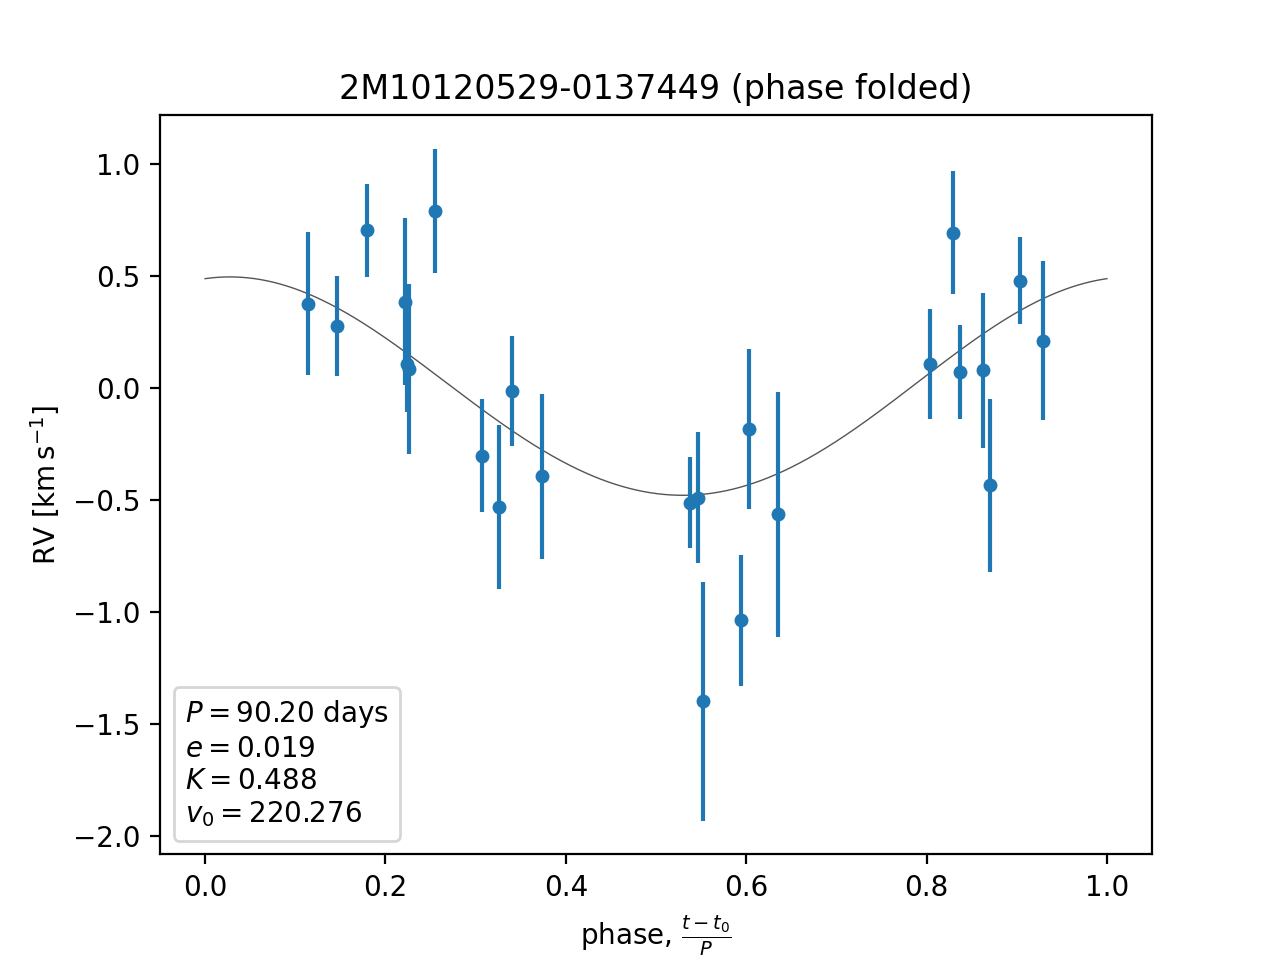 2M10120529-0137449 (phase folded)
1.0
0.5
0.0
−0.5
−1.0
−1.5
−2.0
RV [km s⁻¹]
P = 90.20 days
e = 0.019
K = 0.488
v₀ = 220.276
0.0 0.2 0.4 0.6 0.8 1.0
phase, (t − t₀)/P